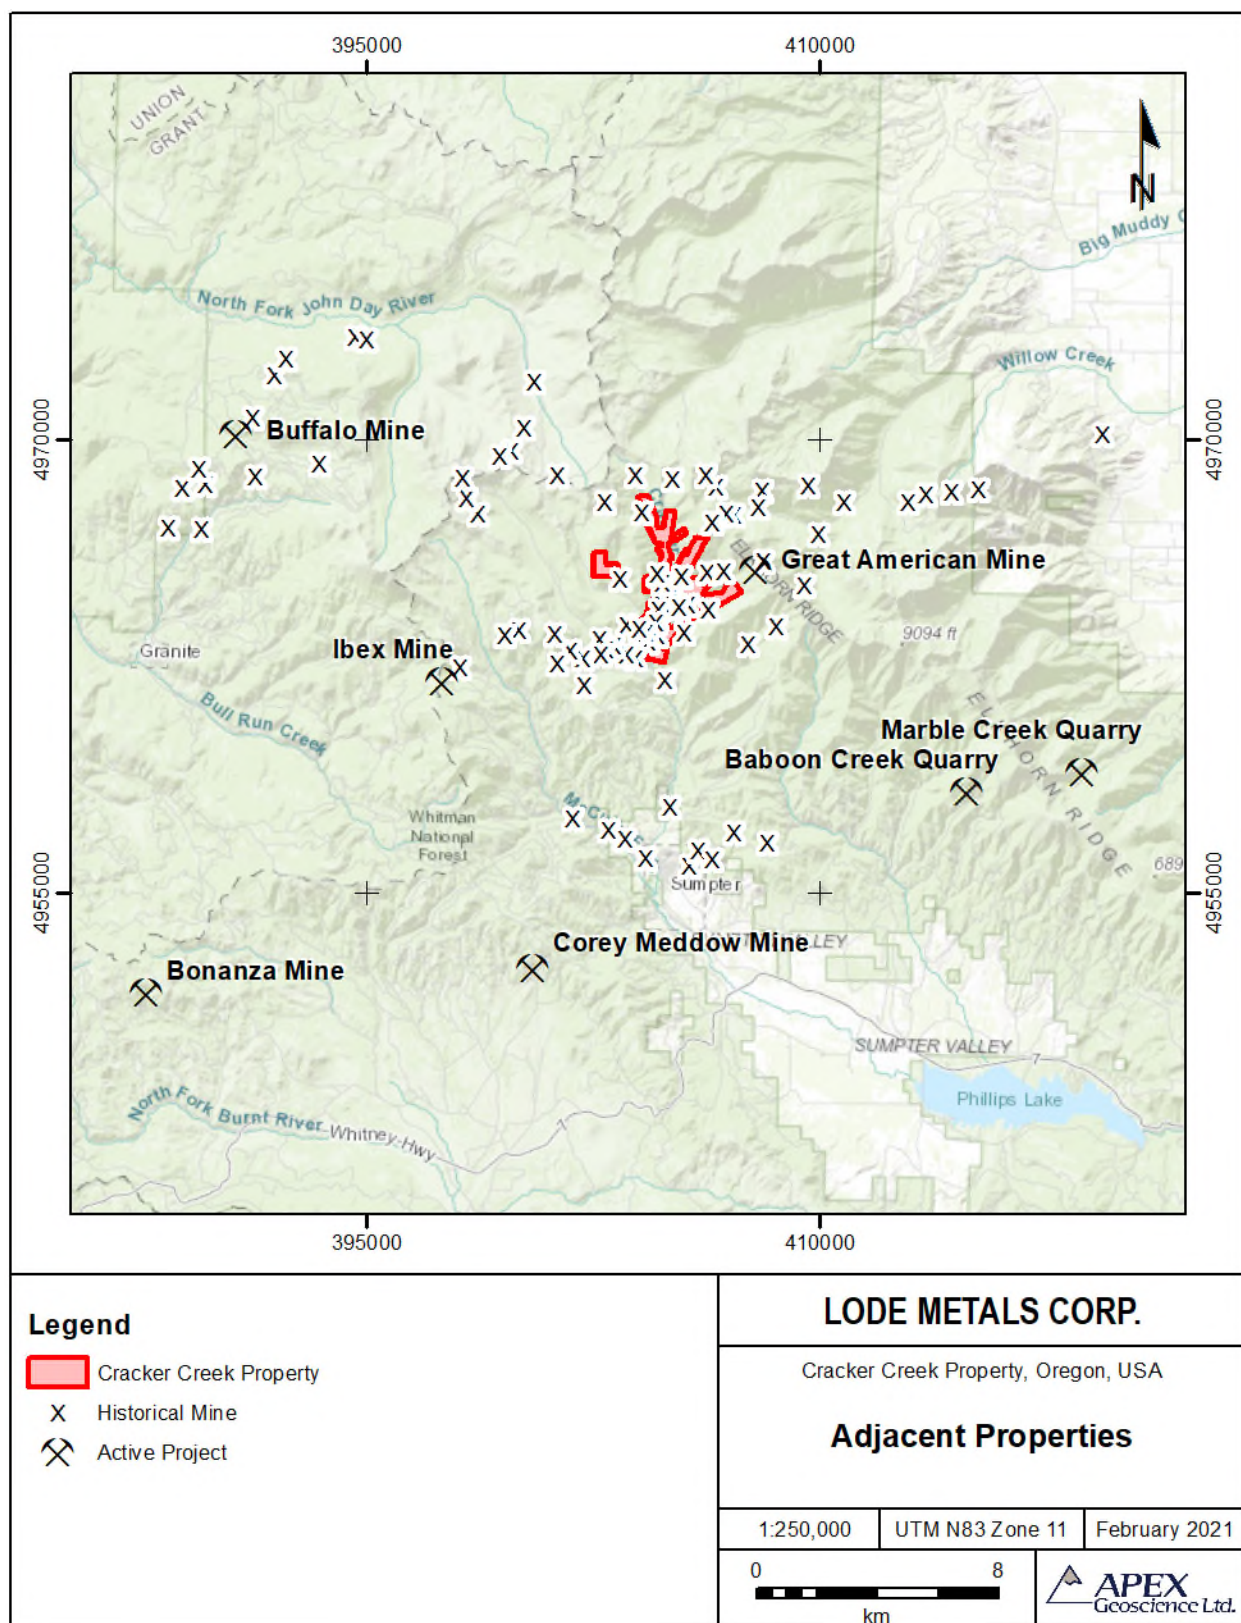 395000 410000
UNION
GRANT
N
Big Muddy C
North Fork John Day River
Willow Creek
4970000
4970000
Buffalo Mine
Great American Mine
ELKHORN RIDGE
9094 ft
Granite
Ibex Mine
Bull Run Creek
Marble Creek Quarry
Baboon Creek Quarry
ELKHORN RIDGE
Whitman
National
Forest
689
Sumpter
4955000
4955000
Corey Meddow Mine
VALLEY
Bonanza Mine
SUMPTER VALLEY
7
Phillips Lake
North Fork Burnt River
Whitney Hwy
7
395000 410000
Legend
Cracker Creek Property
X Historical Mine
Active Project
LODE METALS CORP.
Cracker Creek Property, Oregon, USA
Adjacent Properties
1:250,000 UTM N83 Zone 11 February 2021
0 8
km
APEX
Geoscience Ltd.